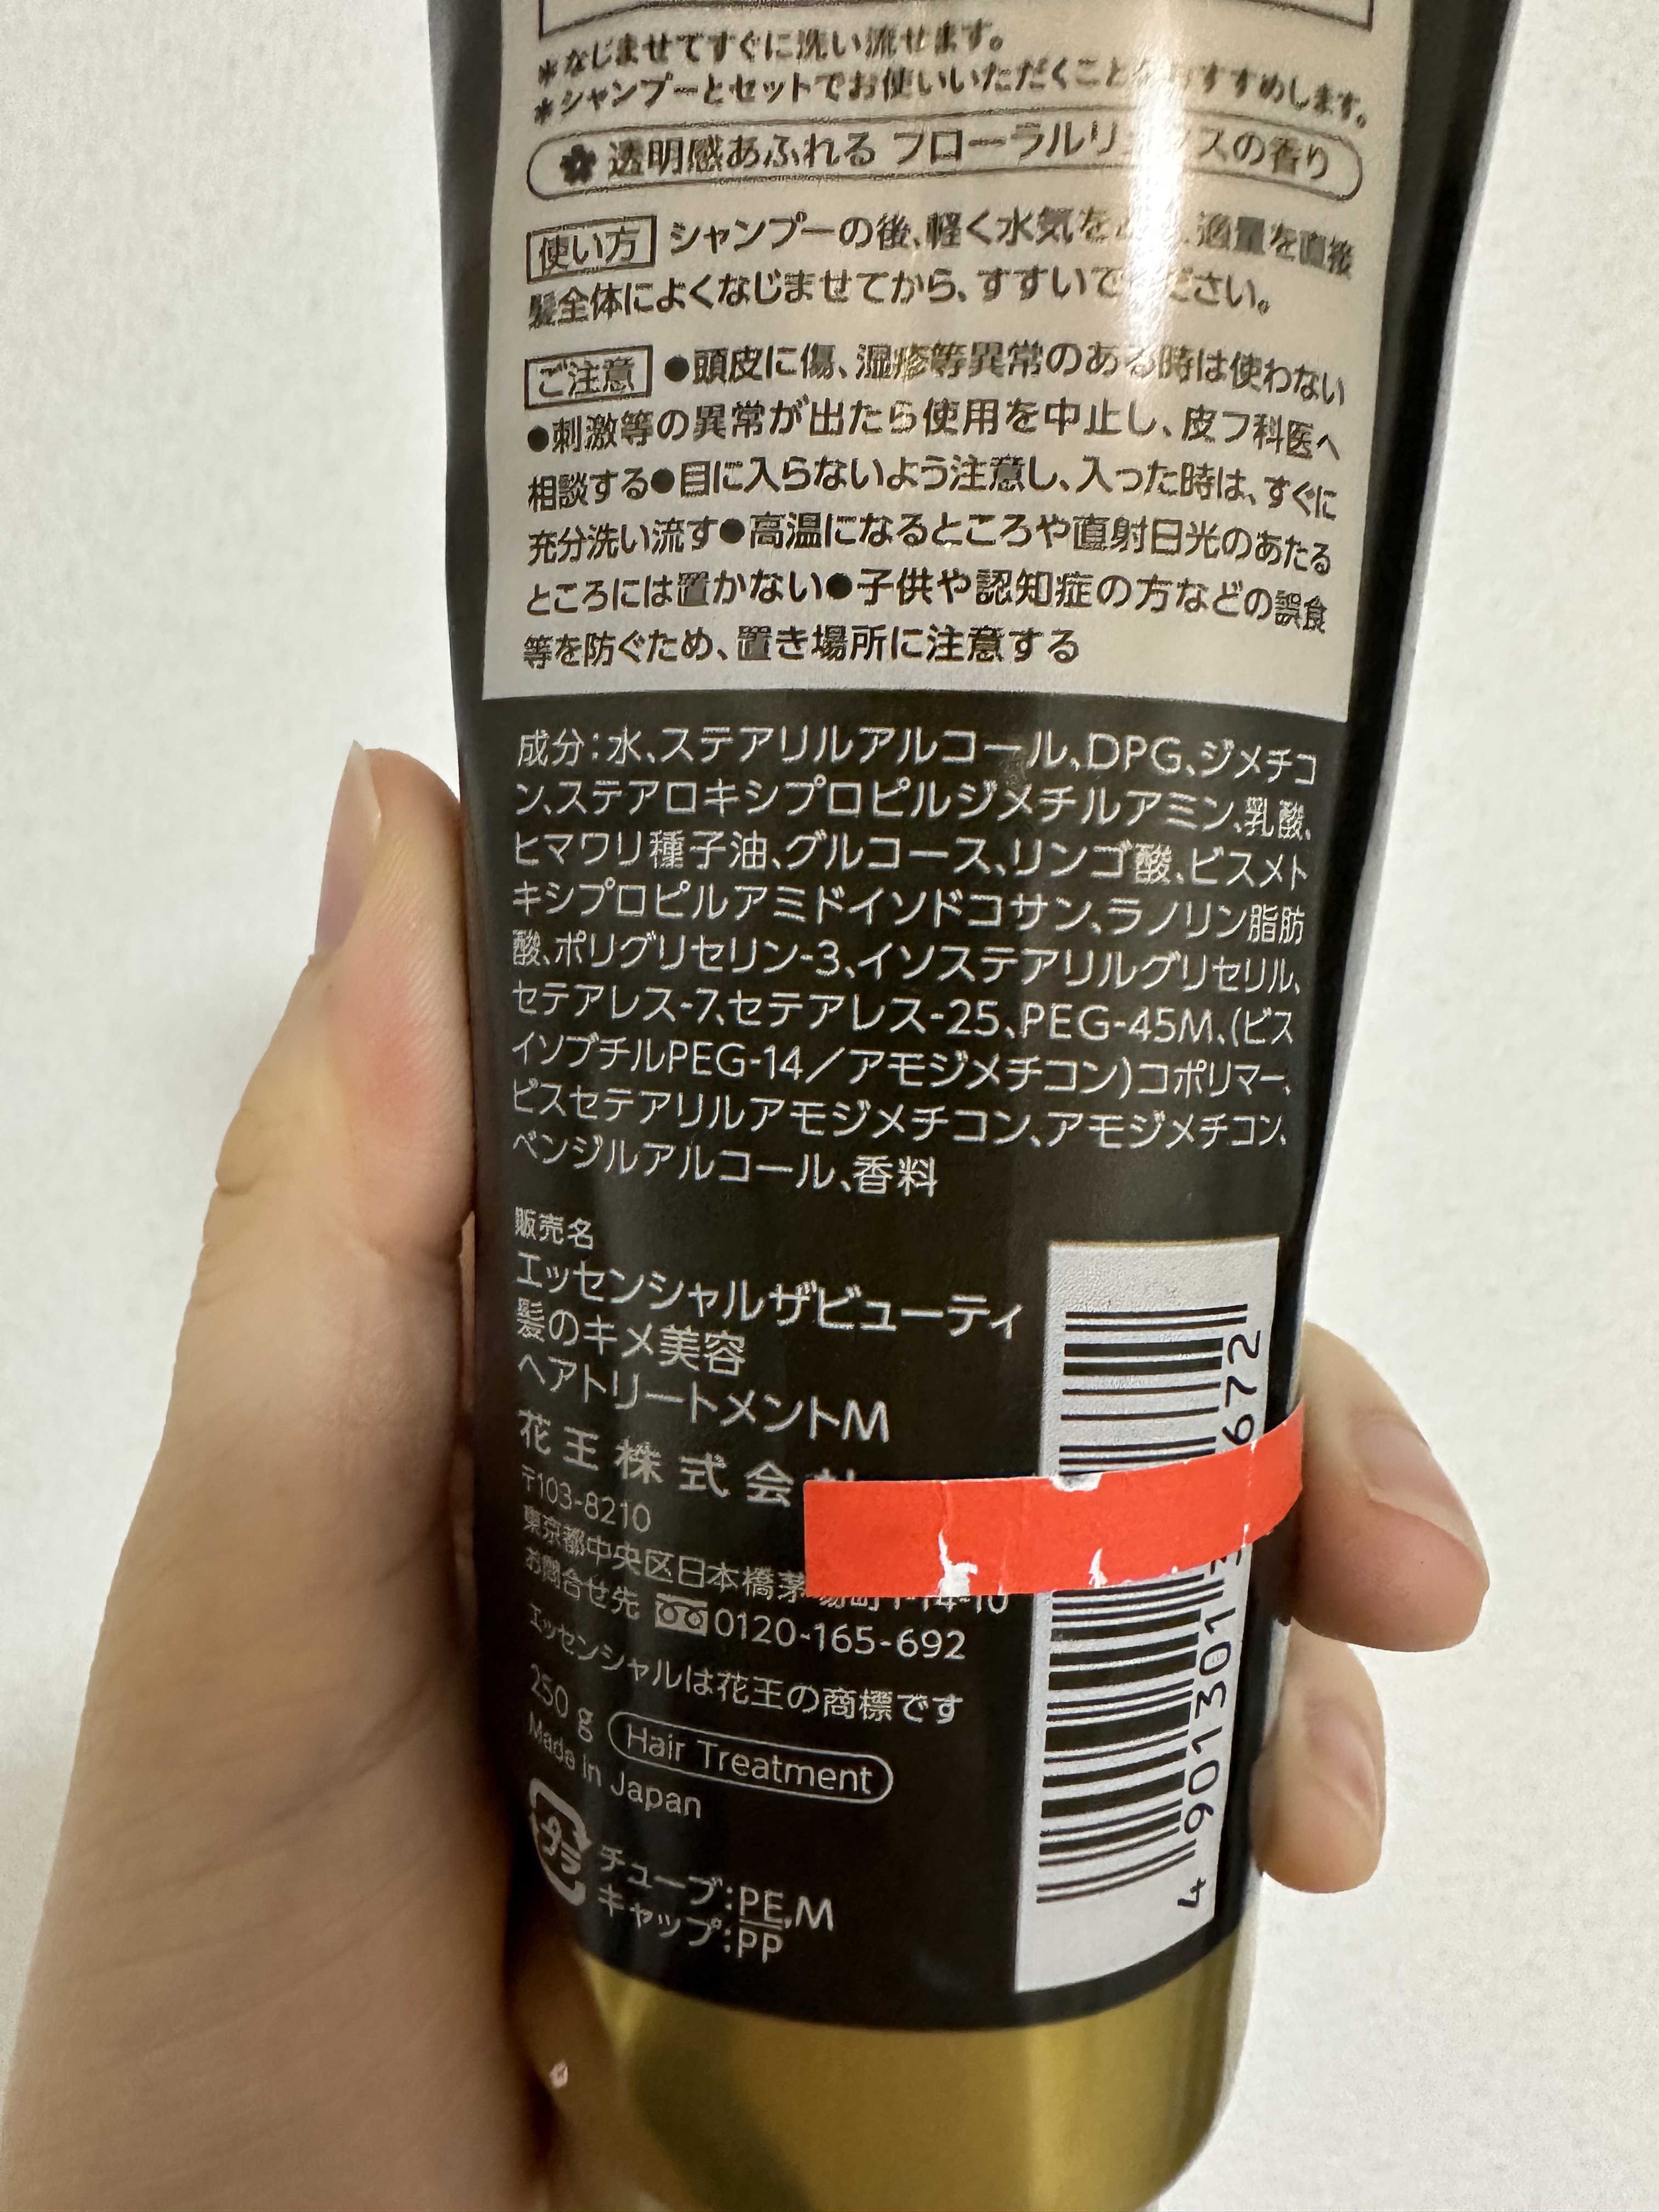 ＊なじませてすぐに洗い流せます。
＊シャンプーとセットでお使いいただくことをおすすめします。
透明感あふれる フローラルリュクスの香り
使い方 シャンプーの後、軽く水気を 適量を直接
髪全体によくなじませてから、すすいでください。
ご注意 ●頭皮に傷、湿疹等異常のある時は使わない
●刺激等の異常が出たら使用を中止し、皮フ科医へ
相談する●目に入らないよう注意し、入った時は、すぐに
充分洗い流す●高温になるところや直射日光のあたる
ところには置かない●子供や認知症の方などの誤食
等を防ぐため、置き場所に注意する
成分：水、ステアリルアルコール、DPG、ジメチコ
ン、ステアロキシプロピルジメチルアミン、乳酸、
ヒマワリ種子油、グルコース、リンゴ酸、ビスメト
キシプロピルアミドイソドコサン、ラノリン脂肪
酸、ポリグリセリン-3、イソステアリルグリセリル、
セテアレス-7、セテアレス-25、PEG-45M、(ビス
イソブチルPEG-14／アモジメチコン)コポリマー、
ビスセテアリルアモジメチコン、アモジメチコン、
ベンジルアルコール、香料
販売名
エッセンシャルザビューティ
髪のキメ美容
ヘアトリートメントM
花王株式会
〒103-8210
東京都中央区日本橋茅場町1-14-10
お問合せ先 0120-165-692
エッセンシャルは花王の商標です
250 g Hair Treatment
Made in Japan
プラ
チューブ：PE,M
キャップ：PP
4 901301 672